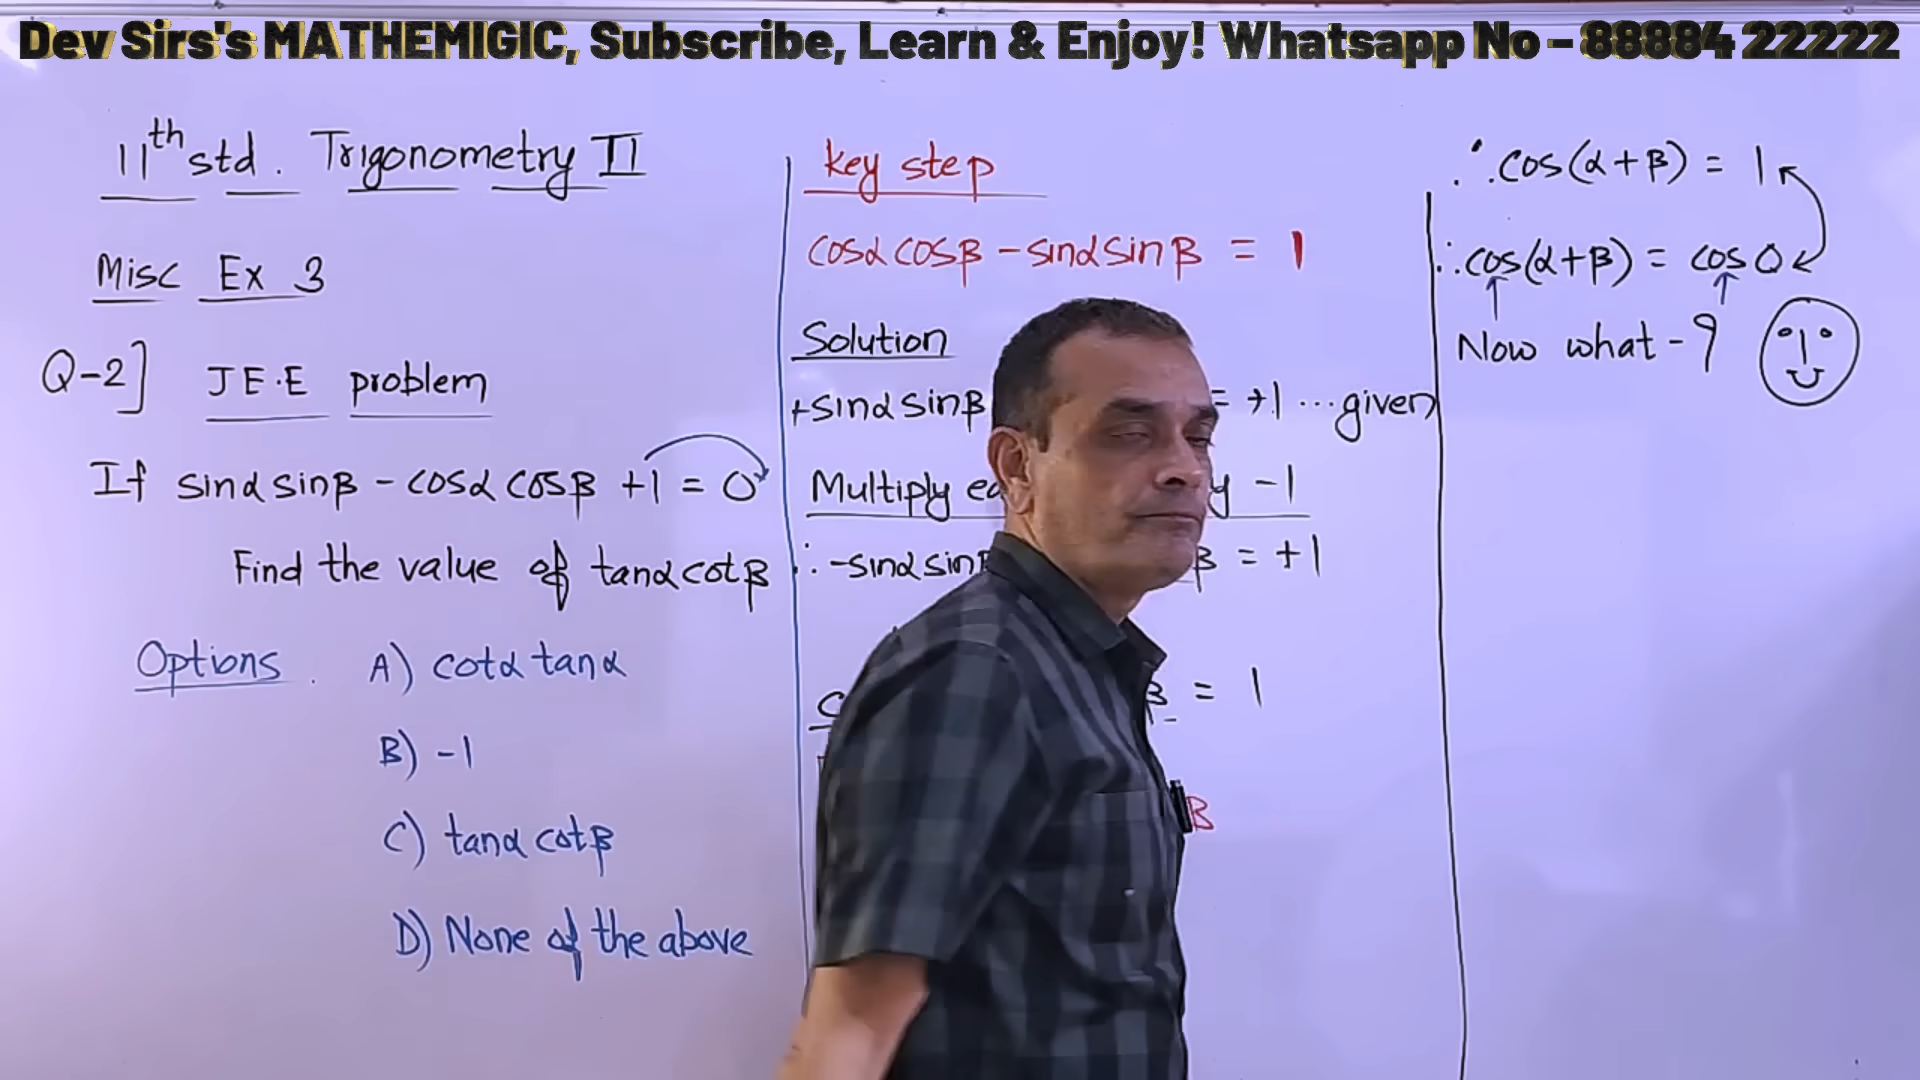 Dev Sirs's MATHEMIGIC, Subscribe, Learn & Enjoy! Whatsapp No - 88884 22222
11th std. Trigonometry II
Misc Ex 3
Q-2] J E.E problem
If sinα sinβ - cosα cosβ +1 = 0
Find the value of tanα cotβ
Options. A) cotα tanα
B) -1
C) tanα cotβ
D) None of the above
key step
cosα cosβ - sinα sinβ = 1
Solution
+sinα sinβ = +1 ...given
Multiply -1
∴ -sinα β = +1
β = 1
β
∴ cos(α+β) = 1
∴ cos(α+β) = cos 0
Now what - ?